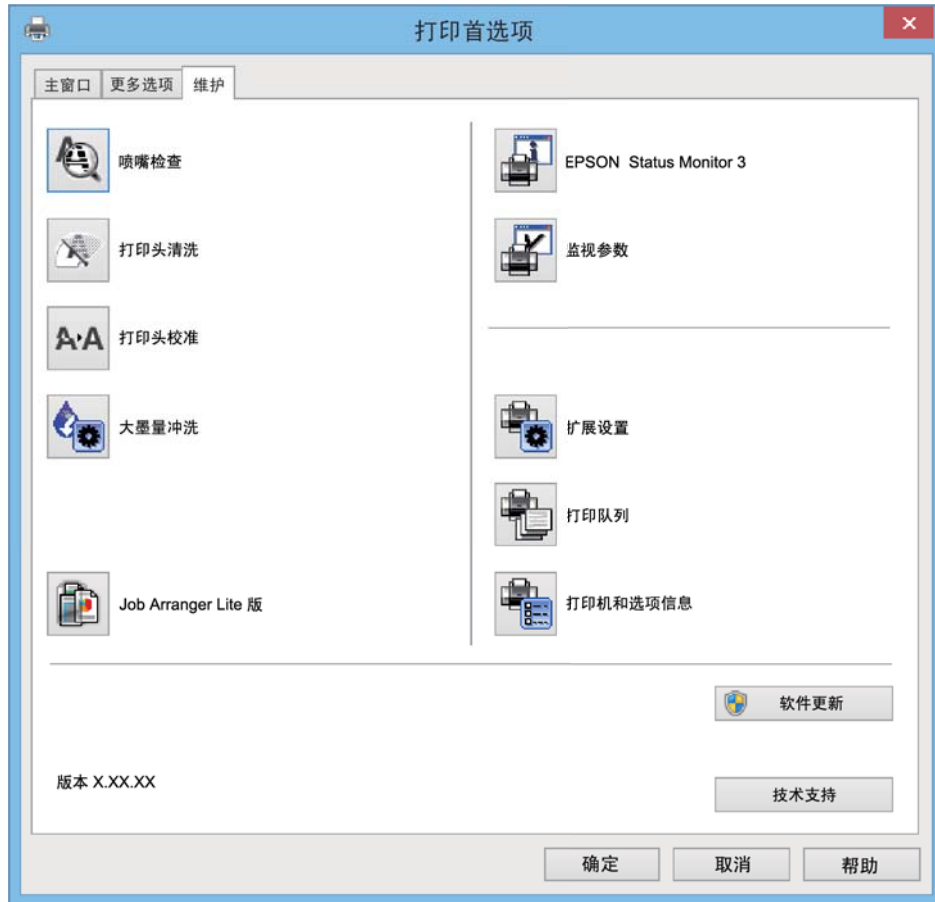 打印首选项
主窗口
更多选项
维护
喷嘴检查
打印头清洗
打印头校准
大墨量冲洗
Job Arranger Lite 版
EPSON Status Monitor 3
监视参数
扩展设置
打印队列
打印机和选项信息
软件更新
版本 X.XX.XX
技术支持
确定
取消
帮助